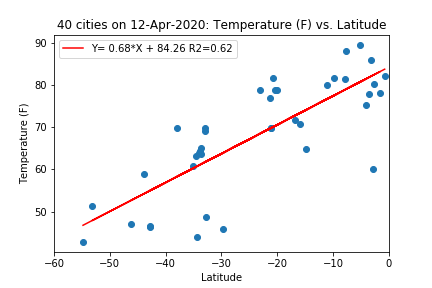 40 cities on 12-Apr-2020: Temperature (F) vs. Latitude
Y= 0.68*X + 84.26 R2=0.62
Temperature (F)
90
80
70
60
50
−60 −50 −40 −30 −20 −10 0
Latitude